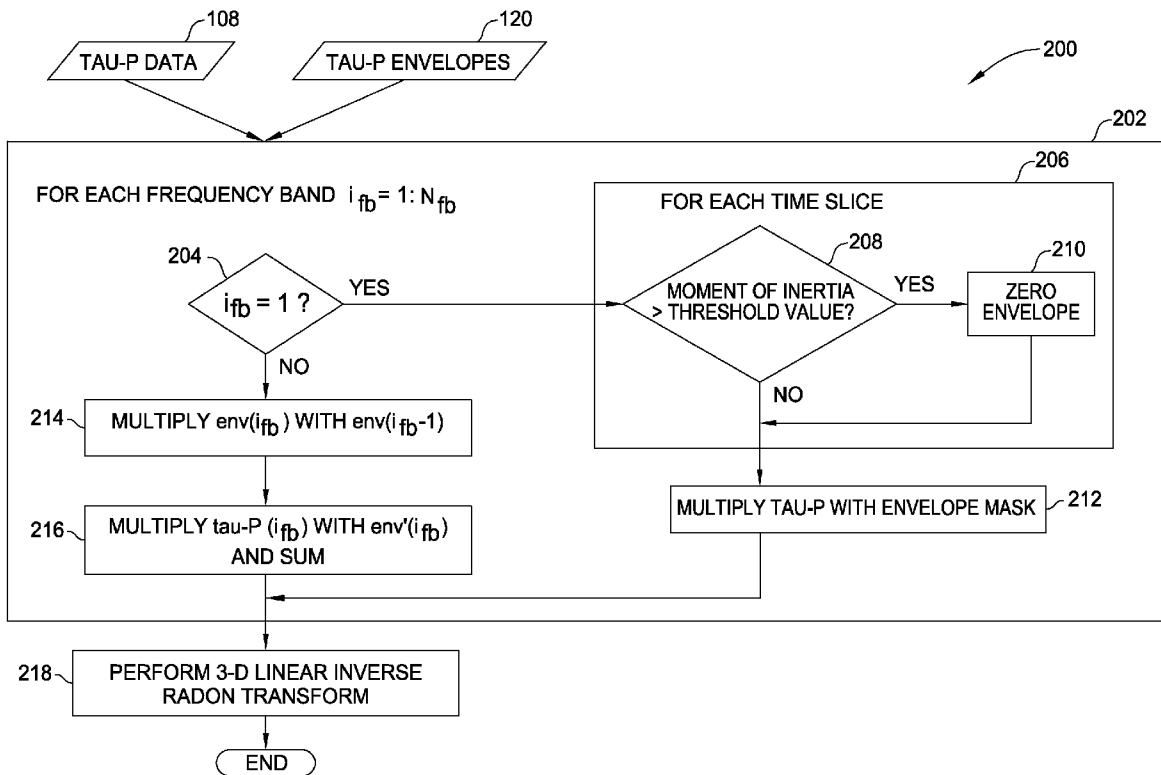 108
120
TAU-P DATA
TAU-P ENVELOPES
200
202
206
FOR EACH FREQUENCY BAND i_fb = 1: N_fb
FOR EACH TIME SLICE
204
i_fb = 1 ?
YES
NO
208
MOMENT OF INERTIA
> THRESHOLD VALUE?
YES
NO
210
ZERO
ENVELOPE
214
MULTIPLY env(i_fb) WITH env(i_fb-1)
MULTIPLY TAU-P WITH ENVELOPE MASK
212
216
MULTIPLY tau-P (i_fb) WITH env'(i_fb)
AND SUM
218
PERFORM 3-D LINEAR INVERSE
RADON TRANSFORM
END